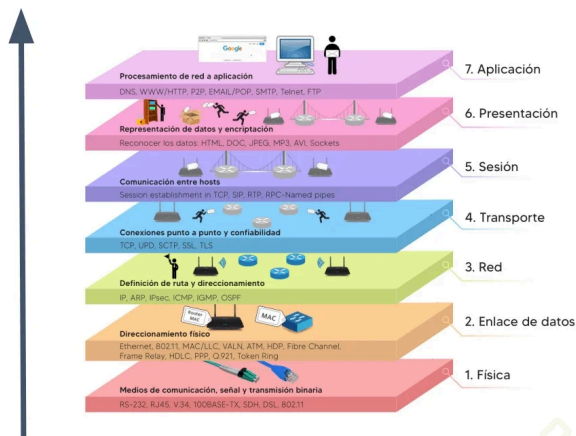 Google
Procesamiento de red a aplicación
DNS, WWW/HTTP, P2P, EMAIL/POP, SMTP, Telnet, FTP
7. Aplicación
Representación de datos y encriptación
Reconocer los datos: HTML, DOC, JPEG, MP3, AVI, Sockets
6. Presentación
Comunicación entre hosts
Session establishment in TCP, SIP, RTP, RPC-Named pipes
5. Sesión
Conexiones punto a punto y confiabilidad
TCP, UPD, SCTP, SSL, TLS
4. Transporte
Definición de ruta y direccionamiento
IP, ARP, IPsec, ICMP, IGMP, OSPF
3. Red
Router
MAC
MAC
Direccionamiento físico
Ethernet, 802.11, MAC/LLC, VALN, ATM, HDP, Fibre Channel,
Frame Relay, HDLC, PPP, Q.921, Token Ring
2. Enlace de datos
Medios de comunicación, señal y transmisión binaria
RS-232, RJ45, V.34, 100BASE-TX, SDH, DSL, 802.11
1. Física